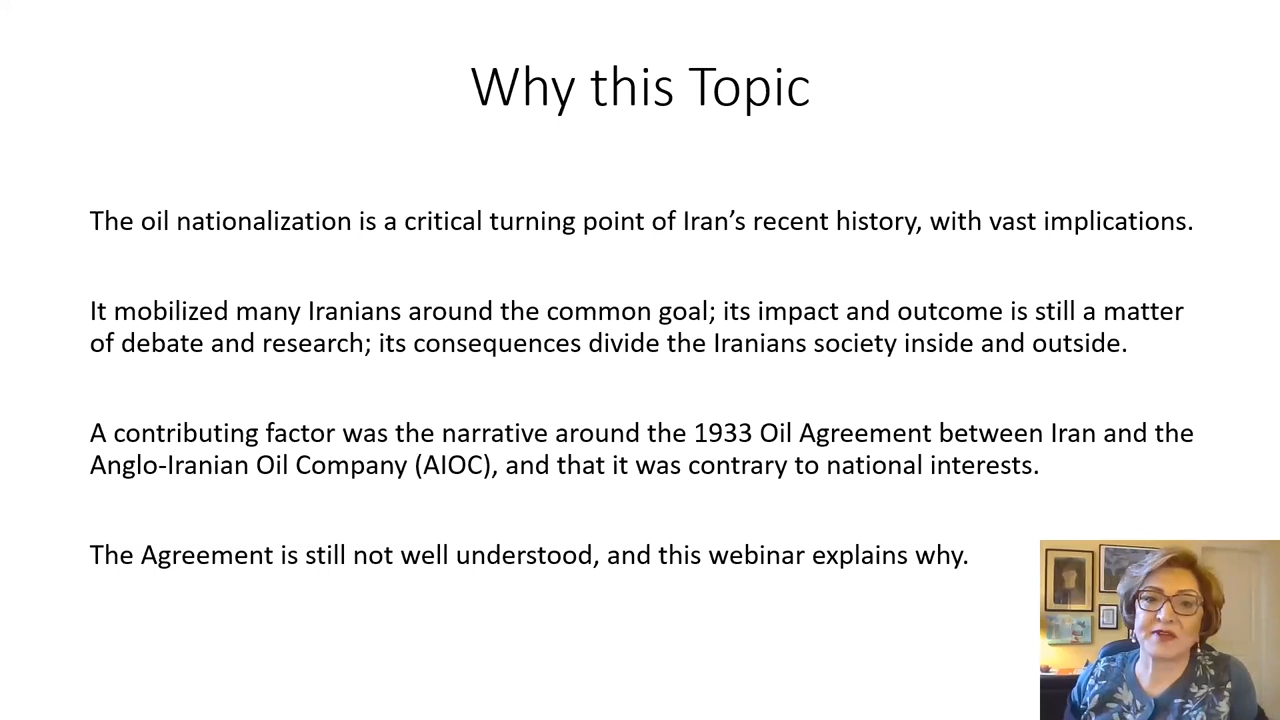 Why this Topic
The oil nationalization is a critical turning point of Iran’s recent history, with vast implications.
It mobilized many Iranians around the common goal; its impact and outcome is still a matter
of debate and research; its consequences divide the Iranians society inside and outside.
A contributing factor was the narrative around the 1933 Oil Agreement between Iran and the
Anglo-Iranian Oil Company (AIOC), and that it was contrary to national interests.
The Agreement is still not well understood, and this webinar explains why.